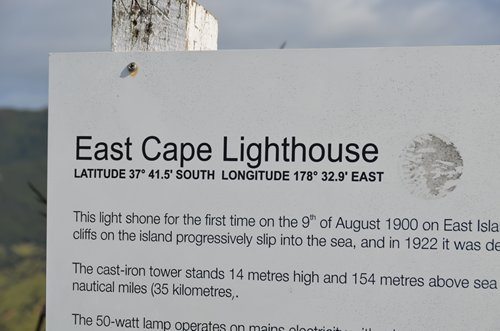 East Cape Lighthouse
LATITUDE 37° 41.5' SOUTH LONGITUDE 178° 32.9' EAST
This light shone for the first time on the 9th of August 1900 on East
cliffs on the island progressively slip into the sea, and in 1922 it was
The cast-iron tower stands 14 metres high and 154 metres above sea
nautical miles (35 kilometres,.
The 50-watt lamp operates on mains electricity